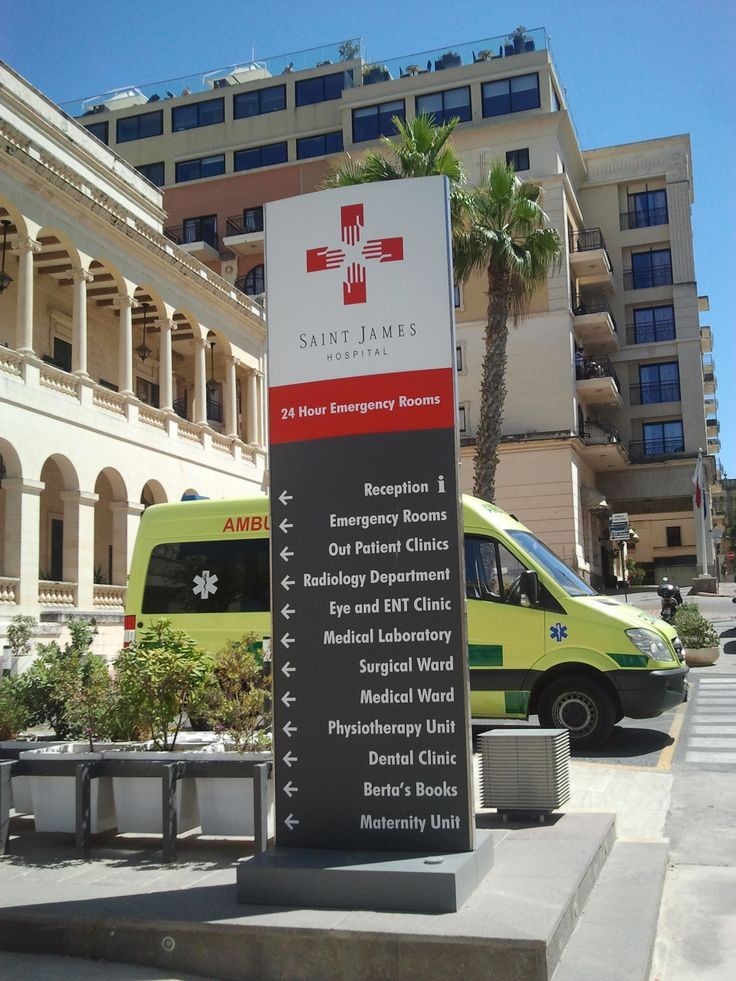 SAINT JAMES
HOSPITAL
24 Hour Emergency Rooms
Reception i
Emergency Rooms
Out Patient Clinics
Radiology Department
Eye and ENT Clinic
Medical Laboratory
Surgical Ward
Medical Ward
Physiotherapy Unit
Dental Clinic
Berta's Books
Maternity Unit
AMBU